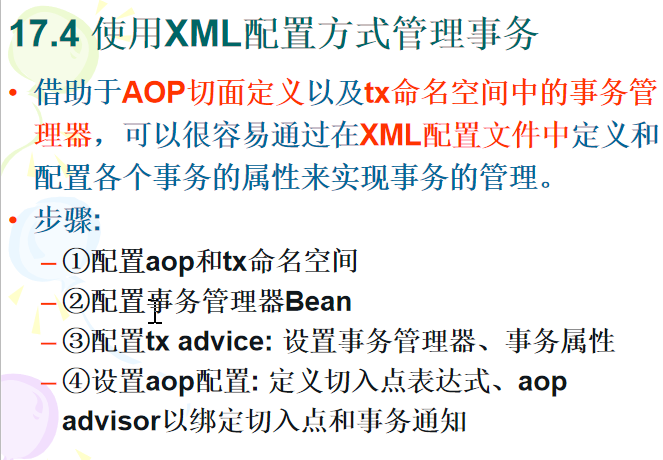 17.4 使用XML配置方式管理事务
• 借助于AOP切面定义以及tx命名空间中的事务管
理器，可以很容易通过在XML配置文件中定义和
配置各个事务的属性来实现事务的管理。
• 步骤:
–①配置aop和tx命名空间
–②配置事务管理器Bean
–③配置tx advice: 设置事务管理器、事务属性
–④设置aop配置: 定义切入点表达式、aop
advisor以绑定切入点和事务通知